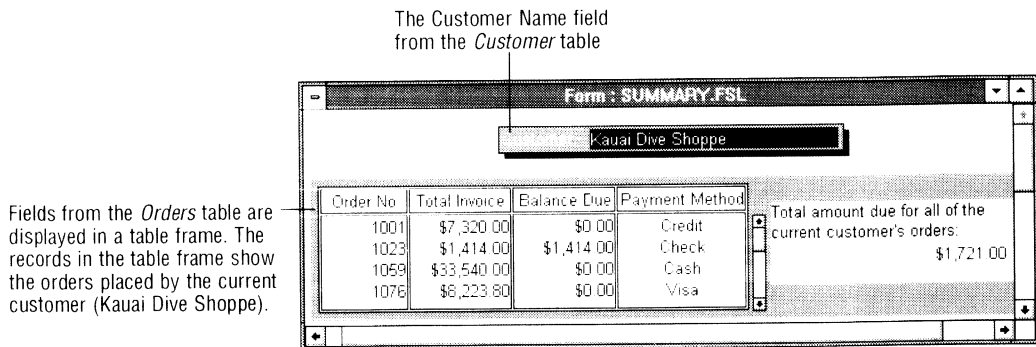 The Customer Name field
from the Customer table
Form : SUMMARY.FSL
Kauai Dive Shoppe
Fields from the Orders table are
displayed in a table frame. The
records in the table frame show
the orders placed by the current
customer (Kauai Dive Shoppe).
Order No Total Invoice Balance Due Payment Method
1001 $7,320.00 $0.00 Credit
1023 $1,414.00 $1,414.00 Check
1059 $33,540.00 $0.00 Cash
1076 $8,223.80 $0.00 Visa
Total amount due for all of the
current customer's orders:
$1,721.00